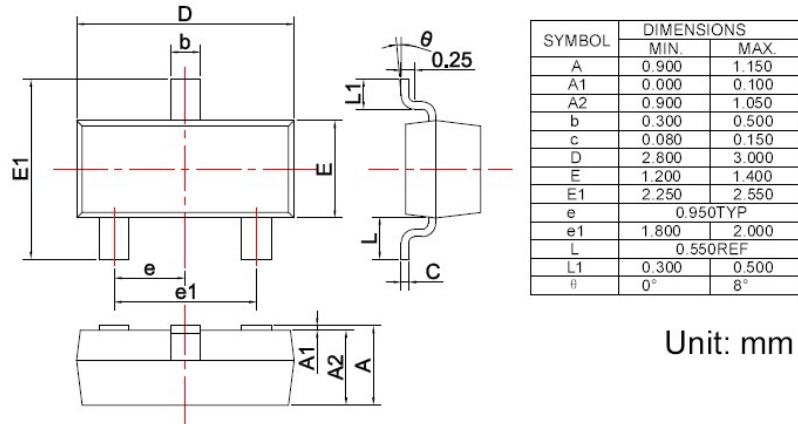 D
b
θ
0.25
L1
E1
E
L
C
e
e1
A1
A2
A
SYMBOL DIMENSIONS
MIN. MAX.
A 0.900 1.150
A1 0.000 0.100
A2 0.900 1.050
b 0.300 0.500
c 0.080 0.150
D 2.800 3.000
E 1.200 1.400
E1 2.250 2.550
e 0.950TYP
e1 1.800 2.000
L 0.550REF
L1 0.300 0.500
θ 0° 8°
Unit: mm